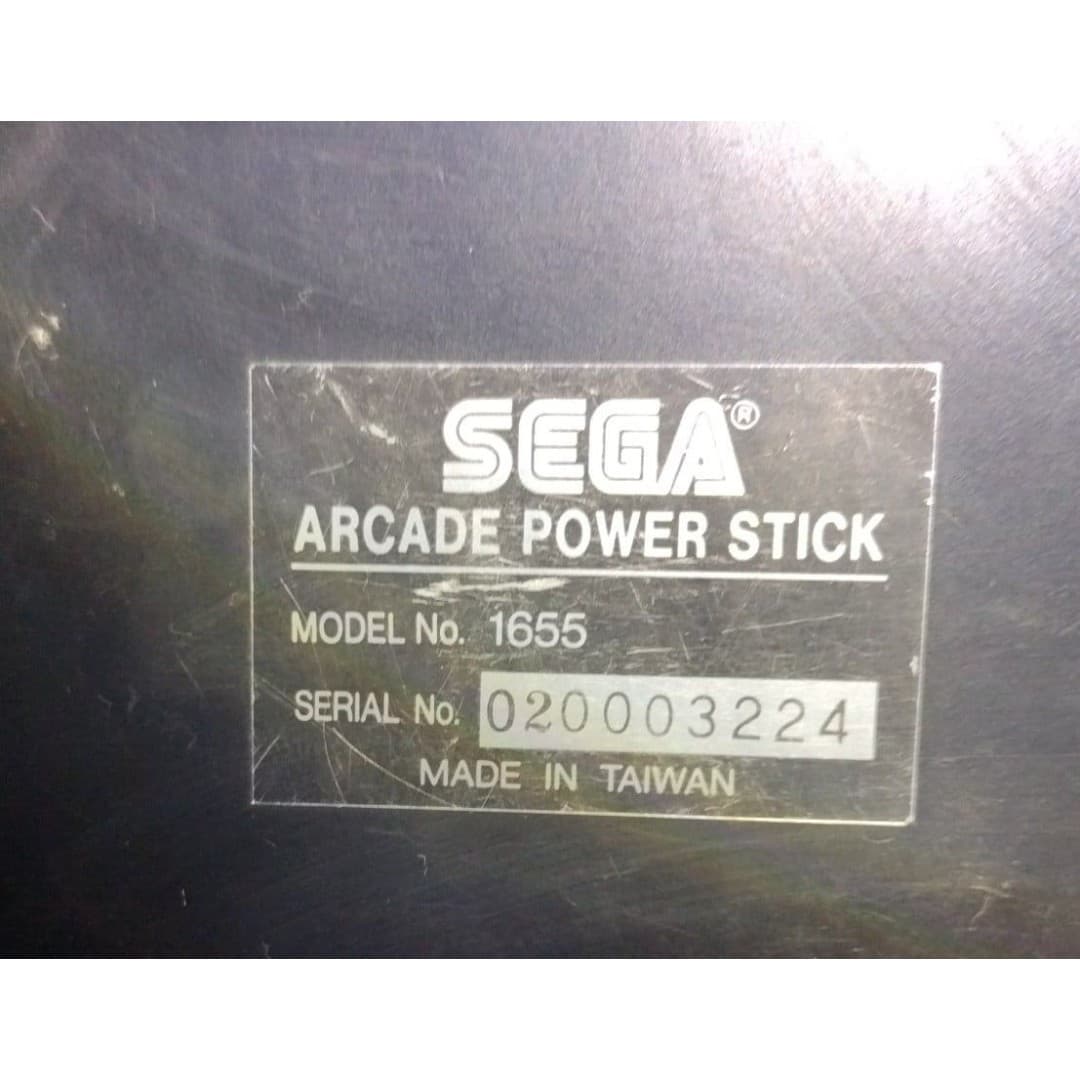 SEGA®
ARCADE POWER STICK
MODEL No. 1655
SERIAL No. 020003224
MADE IN TAIWAN